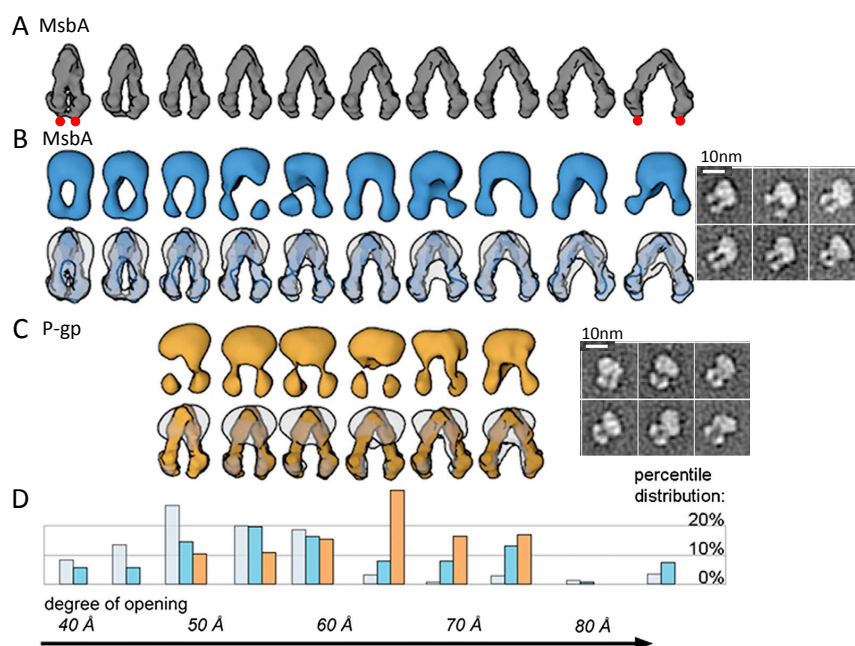 A MsbA
B MsbA
10nm
C P-gp
10nm
percentile
distribution:
D
20%
10%
0%
degree of opening
40 Å 50 Å 60 Å 70 Å 80 Å